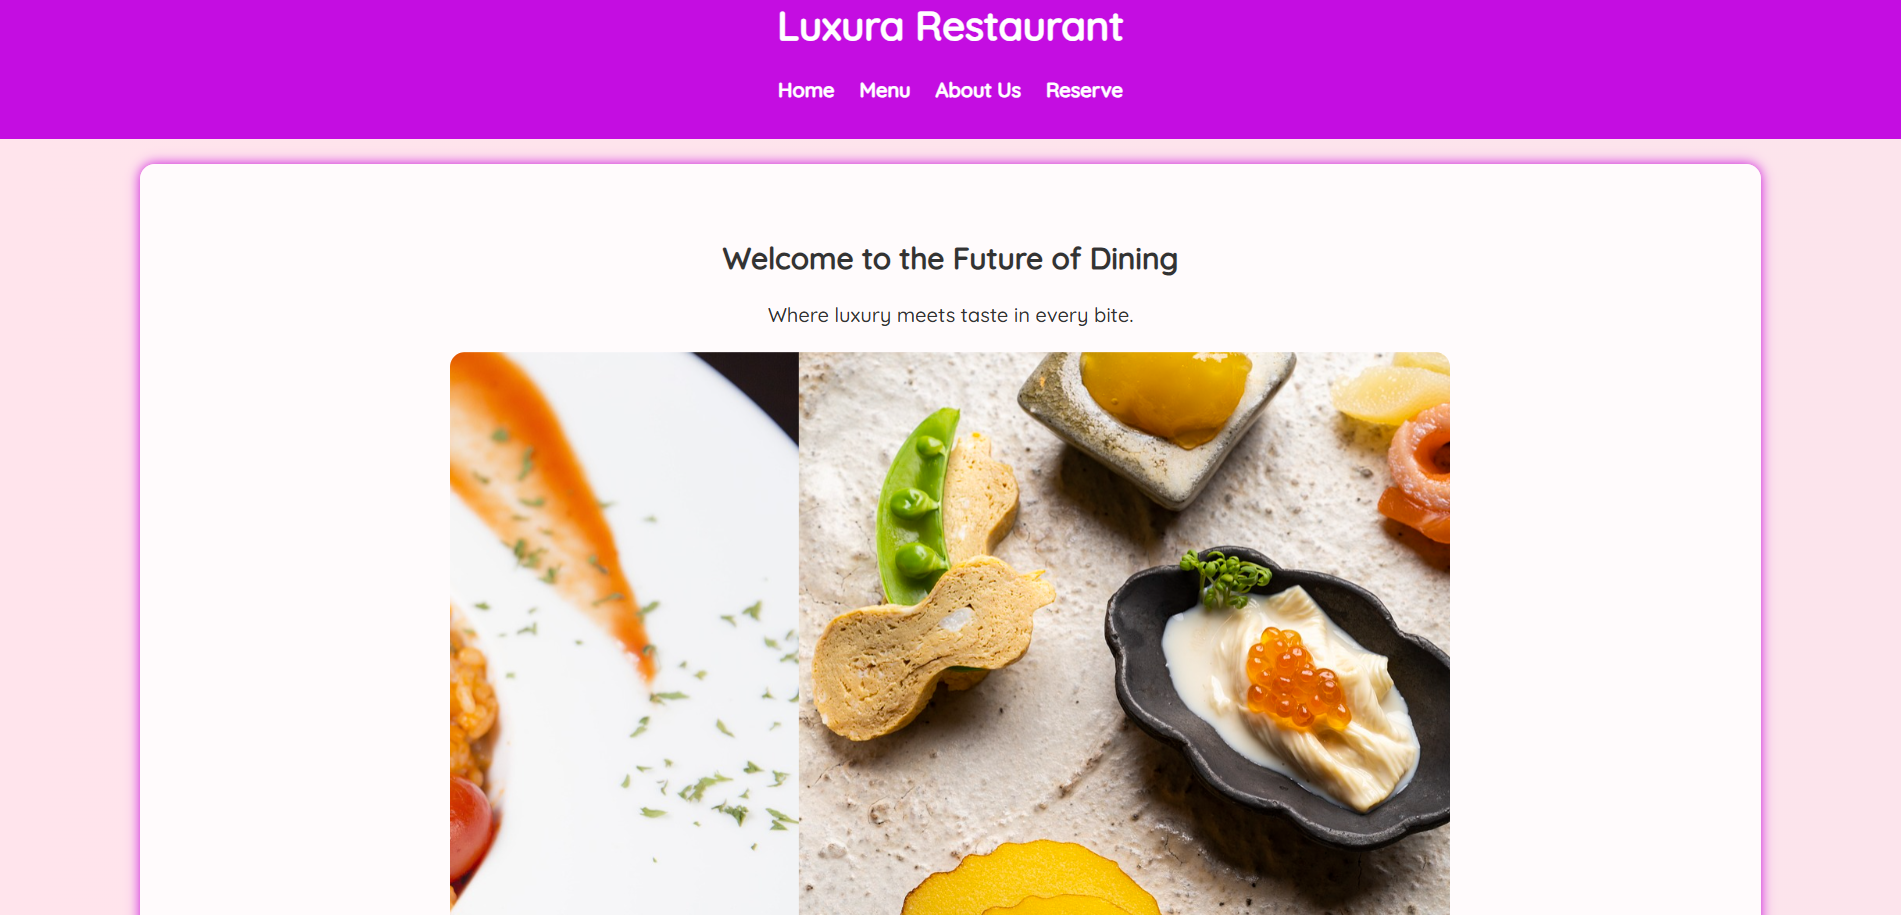 Luxura Restaurant
Home Menu About Us Reserve
Welcome to the Future of Dining
Where luxury meets taste in every bite.